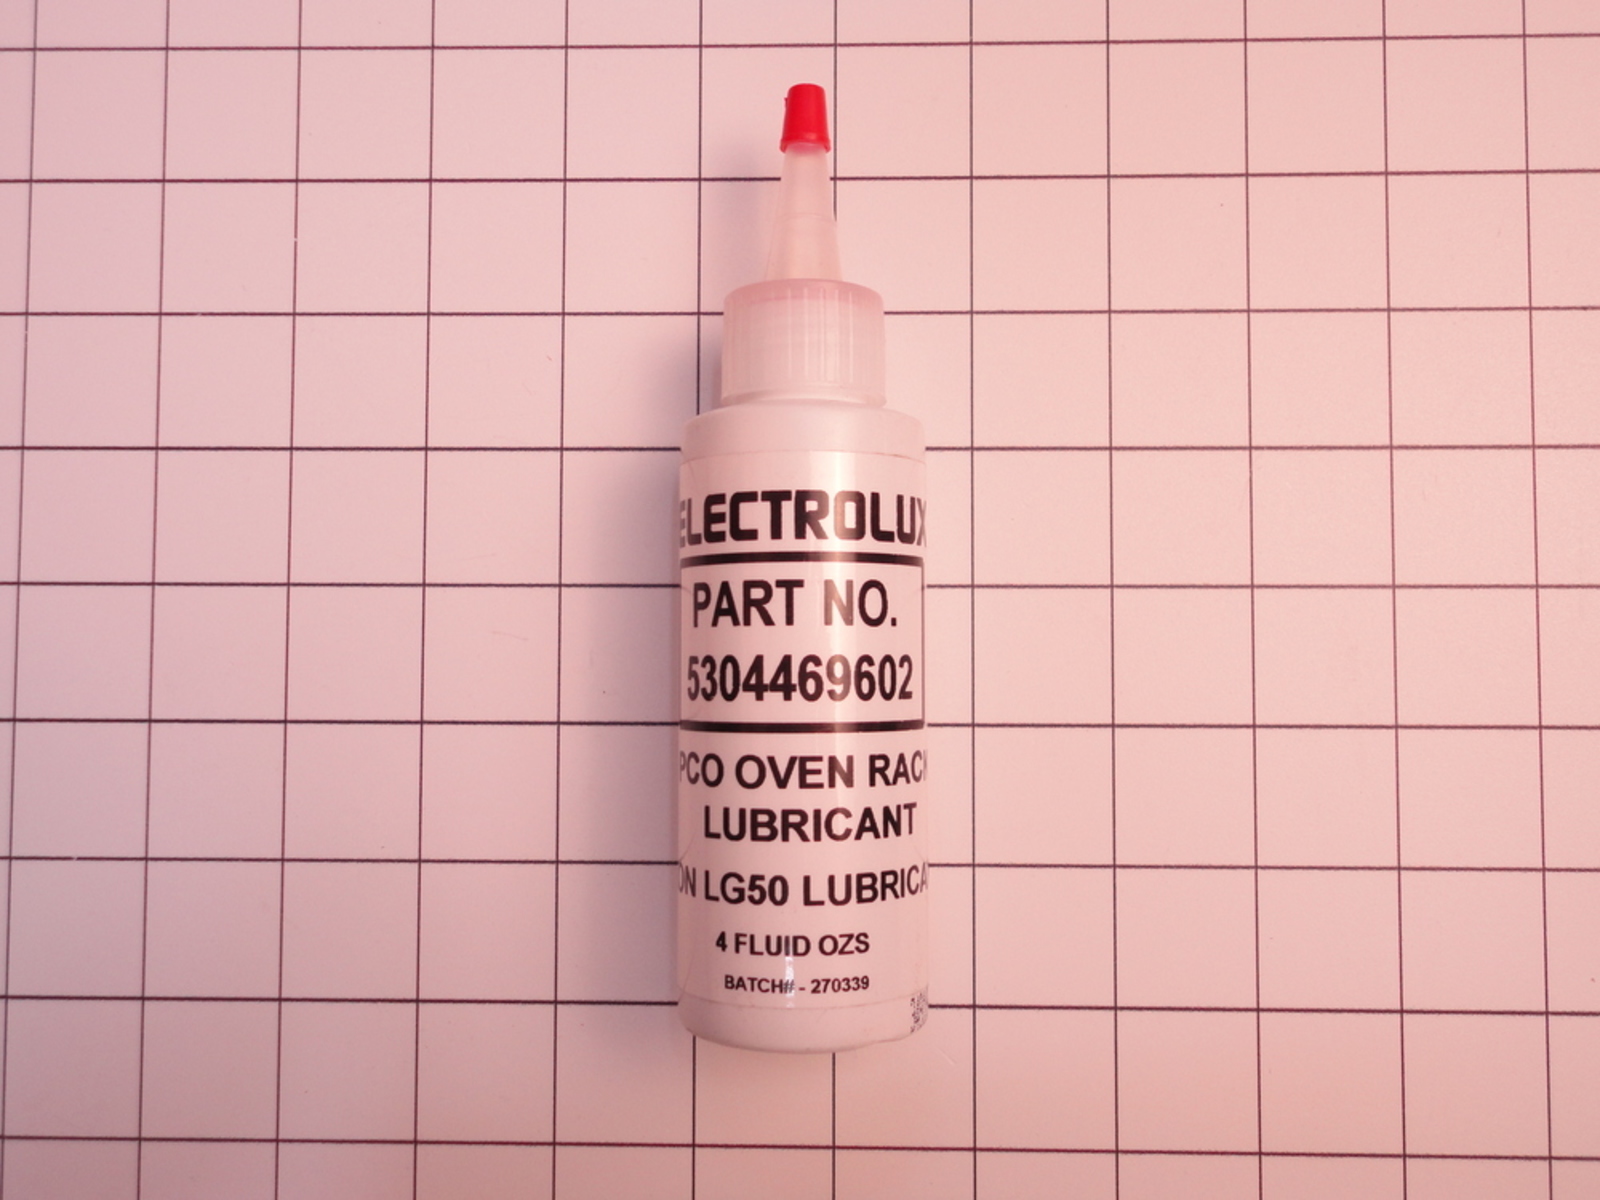 ELECTROLUX
PART NO.
5304469602
PCO OVEN RACK
LUBRICANT
ON LG50 LUBRICA
4 FLUID OZS
BATCH# - 270339